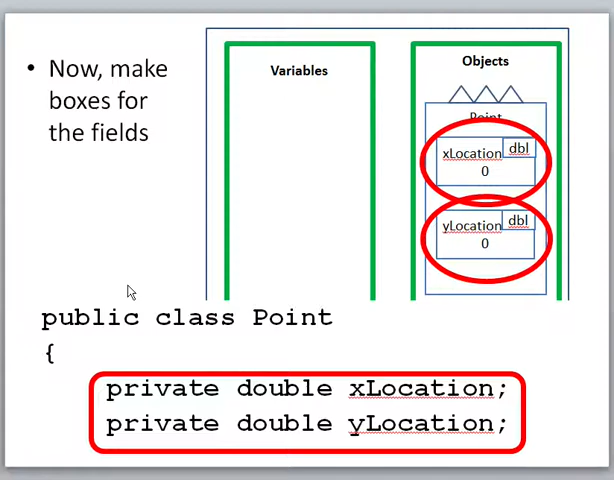 • Now, make
boxes for
the fields
Variables
Objects
Point
xLocation
dbl
0
yLocation
dbl
0
public class Point
{
private double xLocation;
private double yLocation;